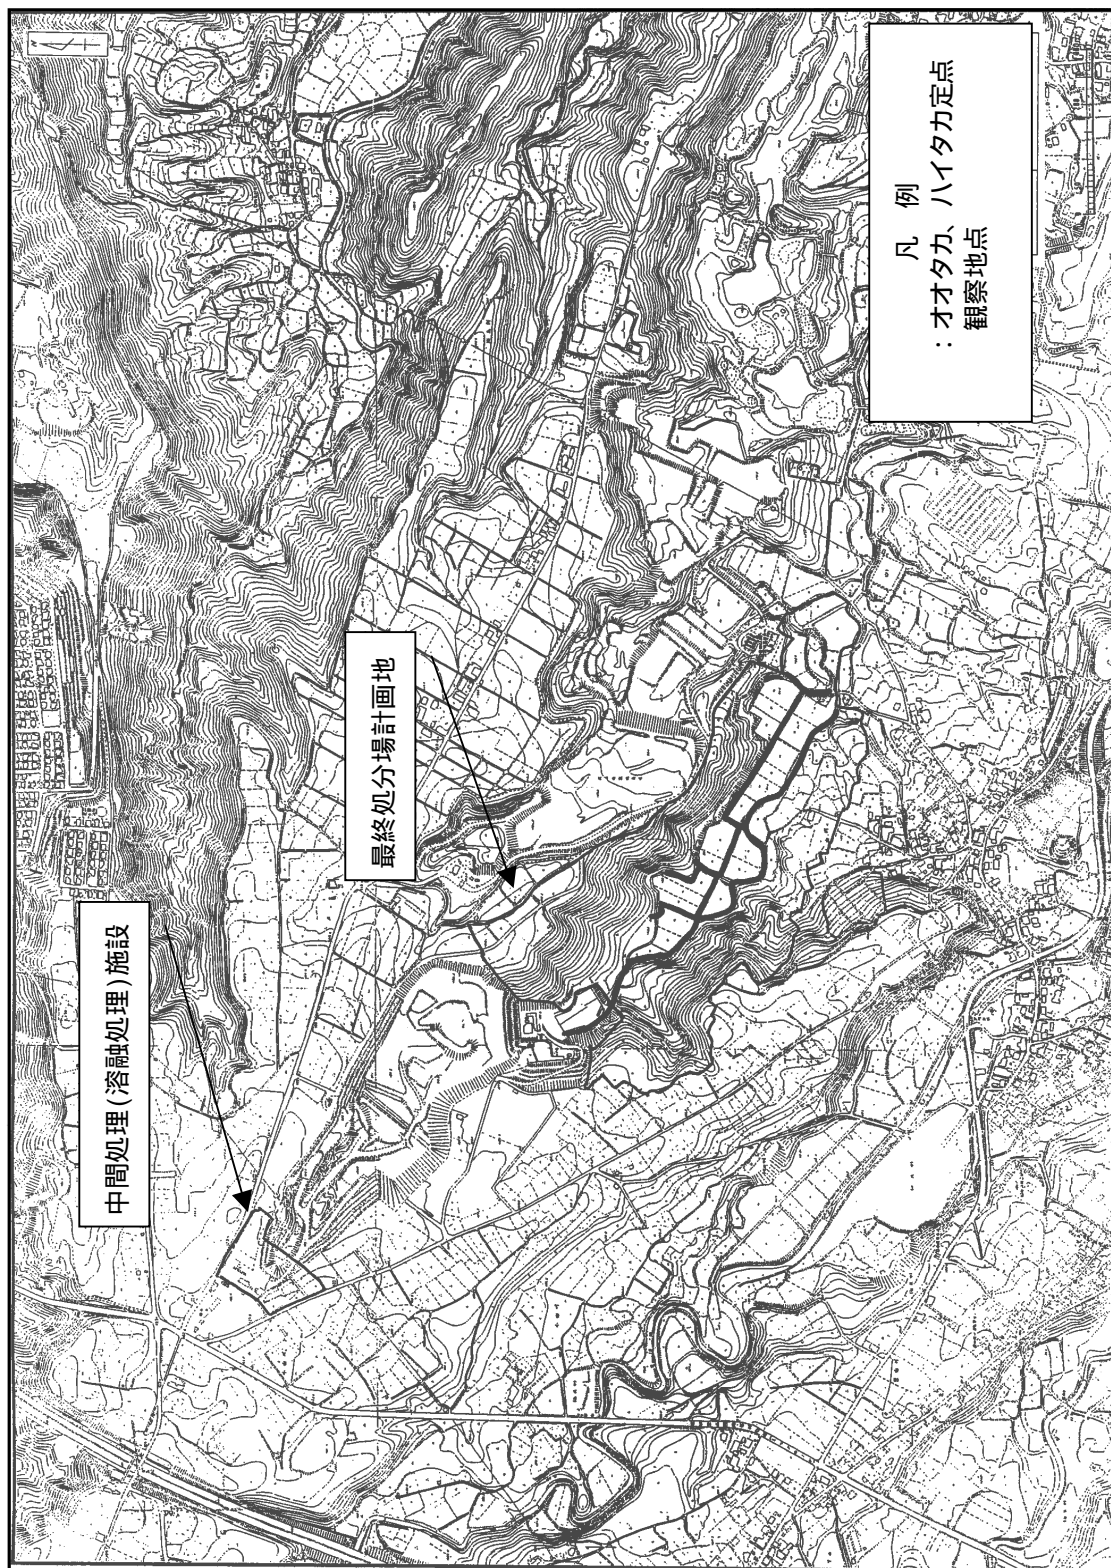 中間処理(溶融処理)施設
最終処分場計画地
凡　例
：オオタカ、ハイタカ定点
観察地点